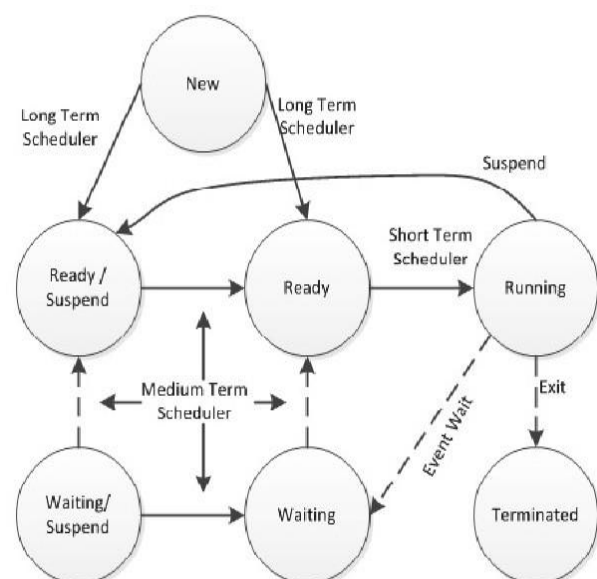 New
Long Term
Scheduler
Long Term
Scheduler
Suspend
Short Term
Scheduler
Ready /
Suspend
Ready
Running
Medium Term
Scheduler
Event Wait
Exit
Waiting/
Suspend
Waiting
Terminated